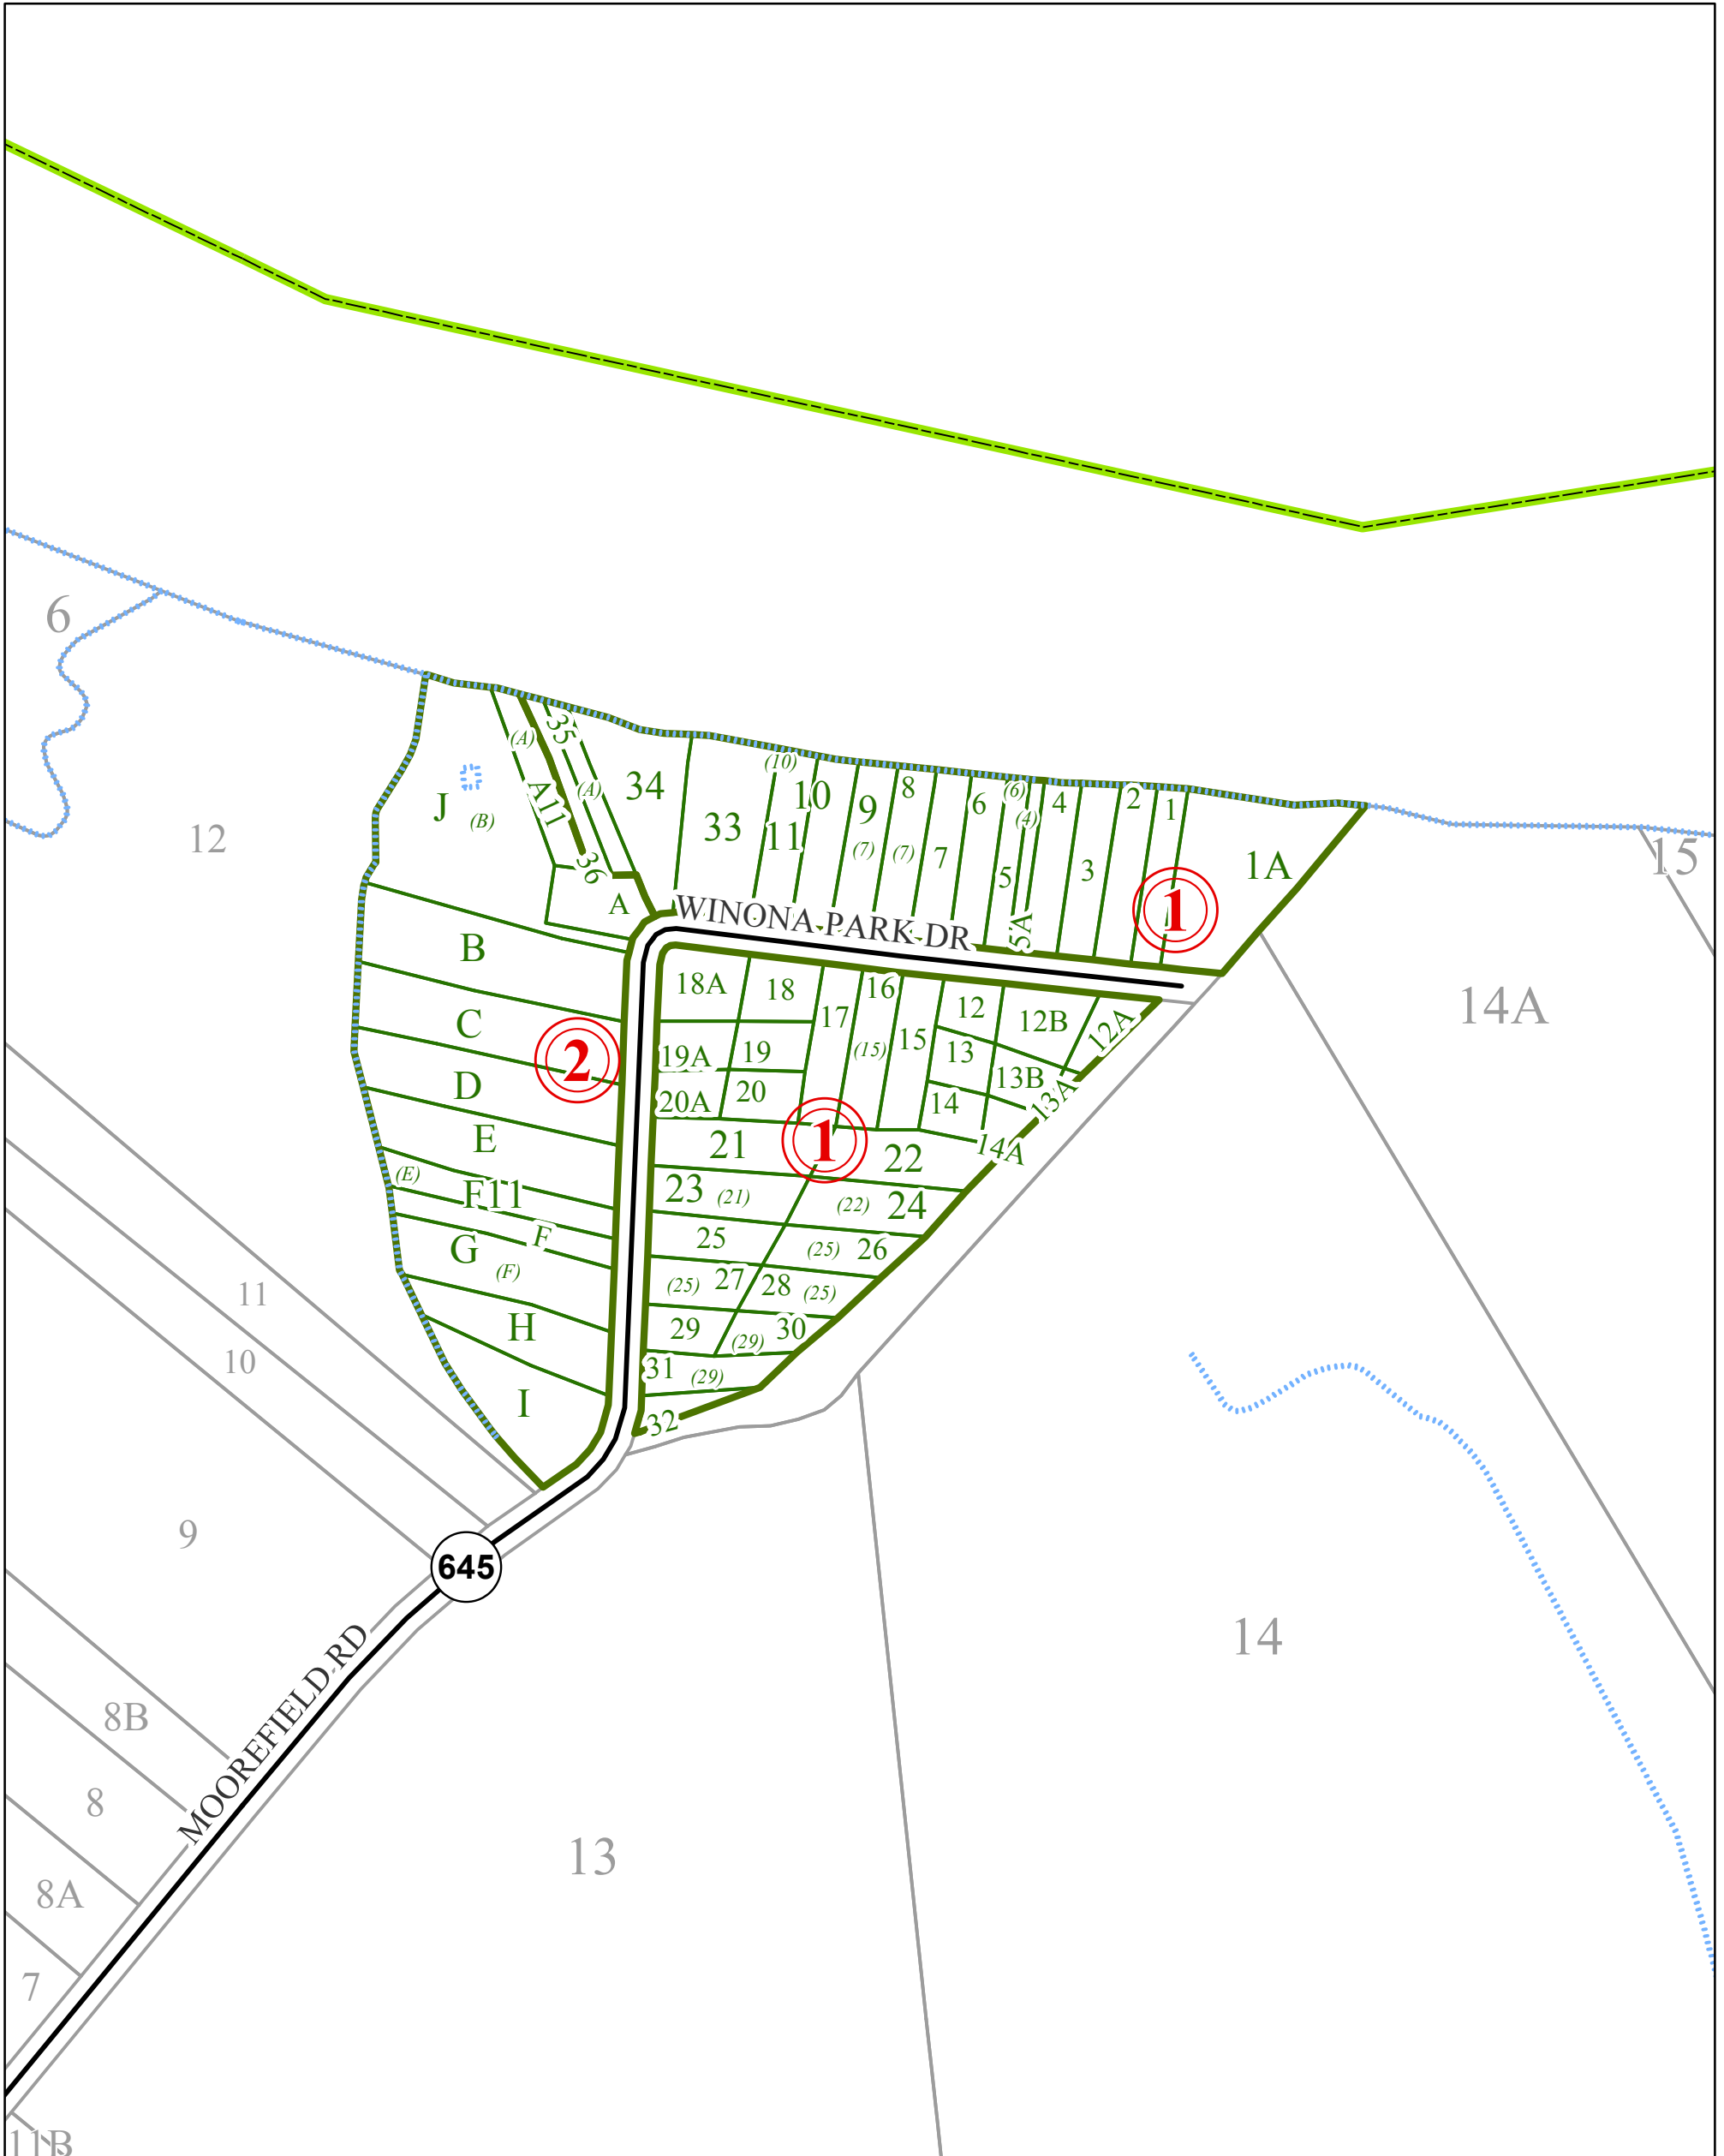 6
12
J
(B)
(A)
A11
35
(A)
36
34
33
(10)
10
11
9
(7)
8
(7)
7
6
(6)
5
(4)
5A
4
3
2
1
1
1A
15
14A
A
WINONA PARK DR
B
C
2
D
E
(E)
F11
F
G
(F)
H
I
18A
18
17
16
(15)
15
12
12B
12A
19A
19
13
13B
13A
20A
20
14
14A
21
1
22
23
(21)
(22)
24
25
(25)
26
(25)
27
28
(25)
29
(29)
30
31
(29)
32
11
10
9
645
MOOREFIELD RD
8B
8
8A
7
11B
13
14